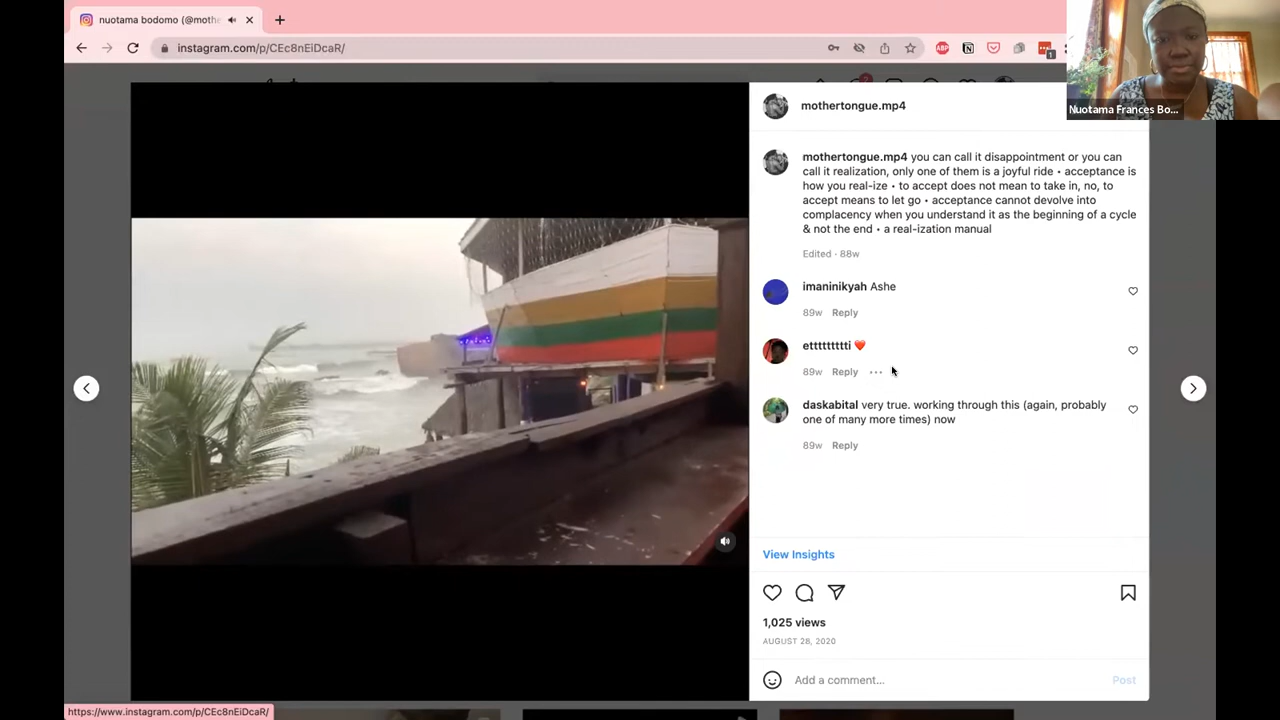 nuotama bodomo (@mothe
instagram.com/p/CEc8nEiDcaR/
ABP
1
Nuotama Frances Bo...
mothertongue.mp4
mothertongue.mp4 you can call it disappointment or you can
call it realization, only one of them is a joyful ride • acceptance is
how you real-ize • to accept does not mean to take in, no, to
accept means to let go • acceptance cannot devolve into
complacency when you understand it as the beginning of a cycle
& not the end • a real-ization manual
Edited · 88w
imaninikyah Ashe
89w Reply
etttttttti ❤️
89w Reply ...
daskabital very true. working through this (again, probably
one of many more times) now
89w Reply
View Insights
1,025 views
AUGUST 28, 2020
Add a comment...
Post
https://www.instagram.com/p/CEc8nEiDcaR/